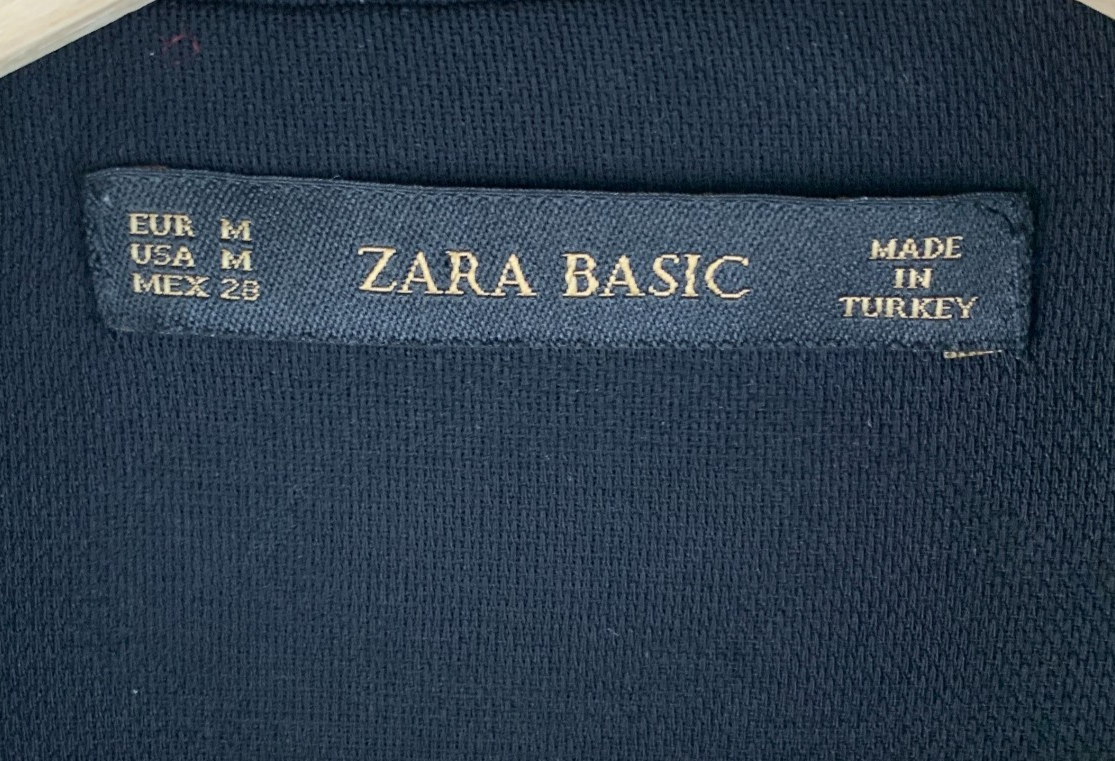 EUR M
USA M
MEX 28
ZARA BASIC
MADE
IN
TURKEY